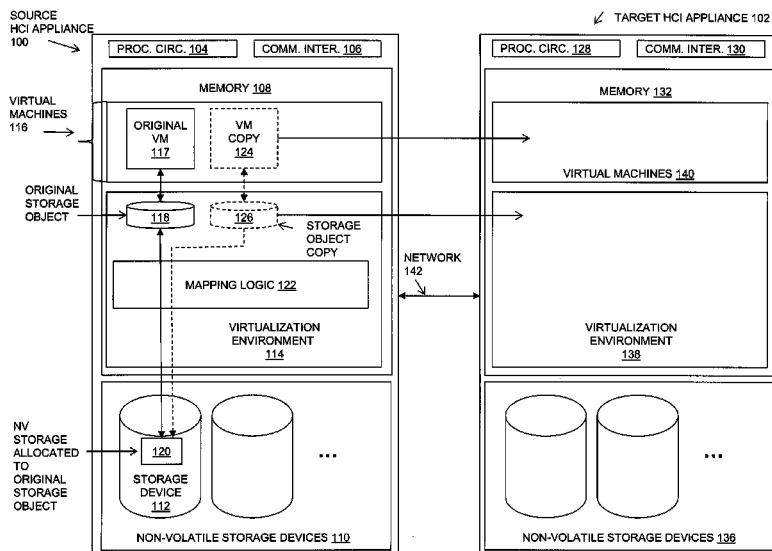 SOURCE
HCI APPLIANCE
100
TARGET HCI APPLIANCE 102
PROC. CIRC. 104
COMM. INTER. 106
PROC. CIRC. 128
COMM. INTER. 130
MEMORY 108
MEMORY 132
VIRTUAL
MACHINES
116
ORIGINAL
VM
117
VM
COPY
124
VIRTUAL MACHINES 140
ORIGINAL
STORAGE
OBJECT
118
126
STORAGE
OBJECT
COPY
MAPPING LOGIC 122
NETWORK
142
VIRTUALIZATION
ENVIRONMENT
114
VIRTUALIZATION
ENVIRONMENT
138
NV
STORAGE
ALLOCATED
TO
ORIGINAL
STORAGE
OBJECT
120
STORAGE
DEVICE
112
...
...
NON-VOLATILE STORAGE DEVICES 110
NON-VOLATILE STORAGE DEVICES 136